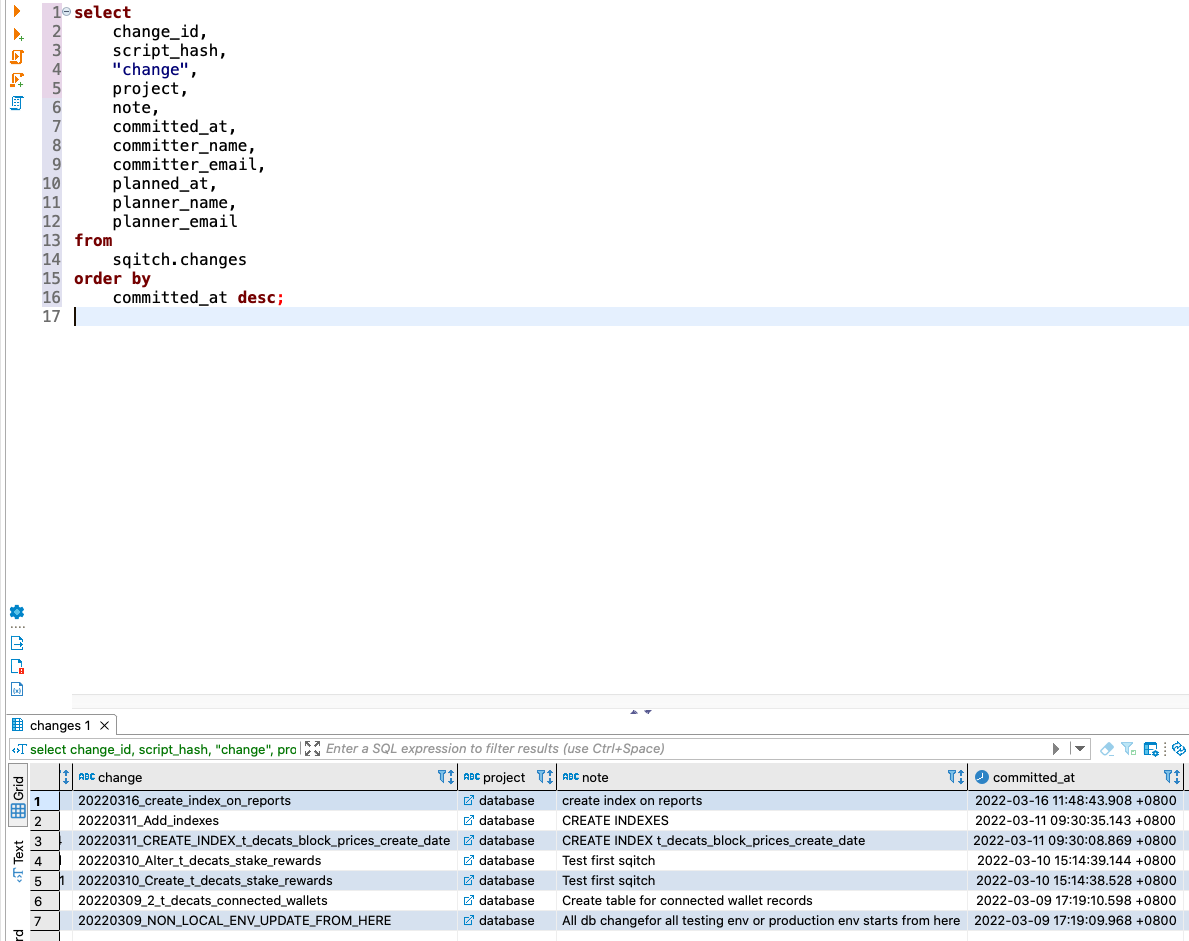 1 select
2 change_id,
3 script_hash,
4 "change",
5 project,
6 note,
7 committed_at,
8 committer_name,
9 committer_email,
10 planned_at,
11 planner_name,
12 planner_email
13 from
14 sqitch.changes
15 order by
16 committed_at desc;
17
changes 1
select change_id, script_hash, "change", pro Enter a SQL expression to filter results (use Ctrl+Space)
Grid
Text
ABC change ABC project ABC note committed_at
1 20220316_create_index_on_reports database create index on reports 2022-03-16 11:48:43.908 +0800
2 20220311_Add_indexes database CREATE INDEXES 2022-03-11 09:30:35.143 +0800
3 20220311_CREATE_INDEX_t_decats_block_prices_create_date database CREATE INDEX t_decats_block_prices_create_date 2022-03-11 09:30:08.869 +0800
4 20220310_Alter_t_decats_stake_rewards database Test first sqitch 2022-03-10 15:14:39.144 +0800
5 1 20220310_Create_t_decats_stake_rewards database Test first sqitch 2022-03-10 15:14:38.528 +0800
6 20220309_2_t_decats_connected_wallets database Create table for connected wallet records 2022-03-09 17:19:10.598 +0800
7 20220309_NON_LOCAL_ENV_UPDATE_FROM_HERE database All db changefor all testing env or production env starts from here 2022-03-09 17:19:09.968 +0800